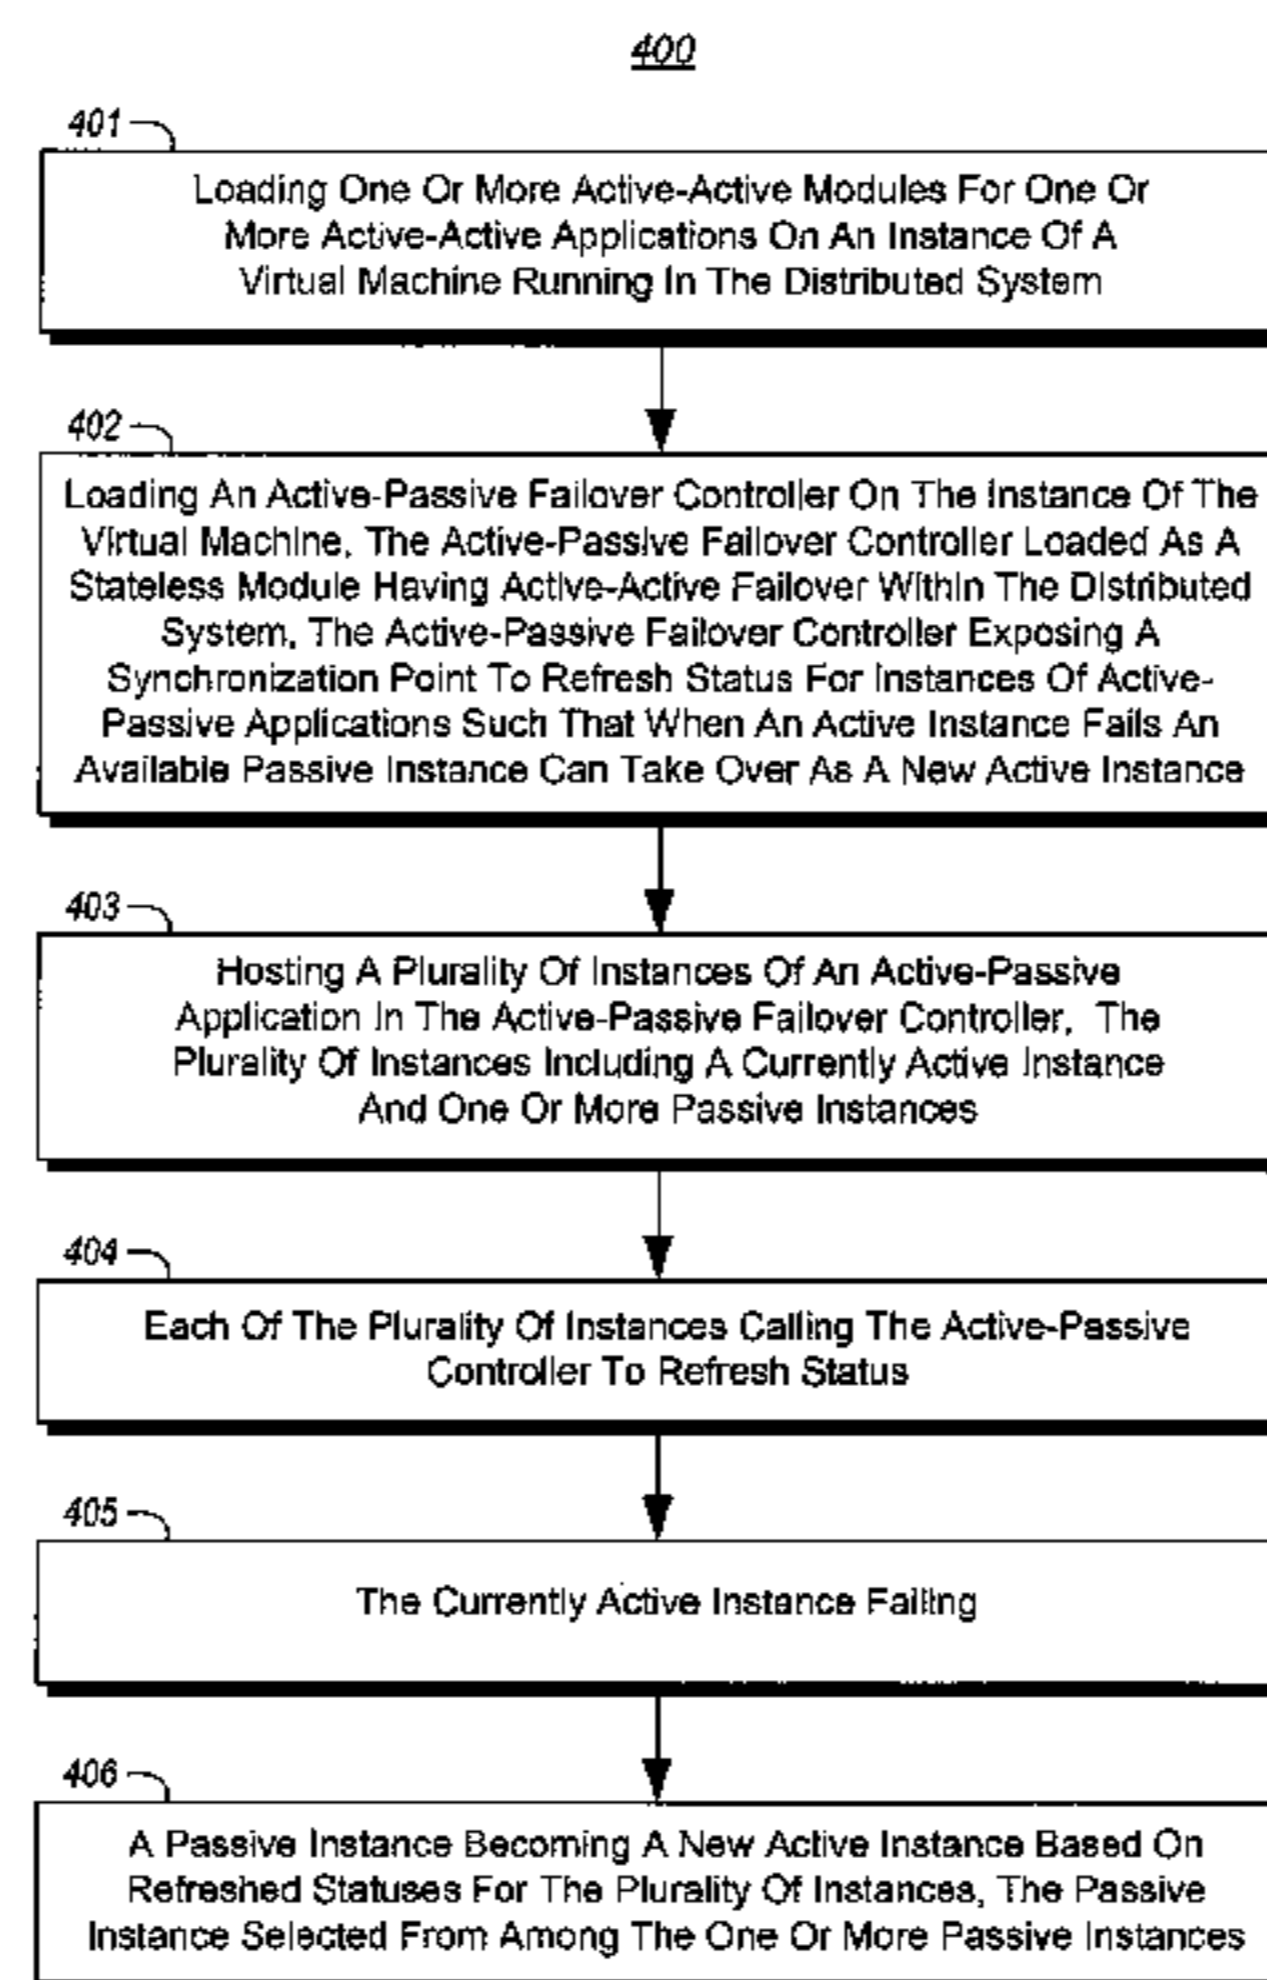 400
401
Loading One Or More Active-Active Modules For One Or
More Active-Active Applications On An Instance Of A
Virtual Machine Running In The Distributed System
402
Loading An Active-Passive Failover Controller On The Instance Of The
Virtual Machine, The Active-Passive Failover Controller Loaded As A
Stateless Module Having Active-Active Failover Within The Distributed
System, The Active-Passive Failover Controller Exposing A
Synchronization Point To Refresh Status For Instances Of Active-
Passive Applications Such That When An Active Instance Fails An
Available Passive Instance Can Take Over As A New Active Instance
403
Hosting A Plurality Of Instances Of An Active-Passive
Application In The Active-Passive Failover Controller, The
Plurality Of Instances Including A Currently Active Instance
And One Or More Passive Instances
404
Each Of The Plurality Of Instances Calling The Active-Passive
Controller To Refresh Status
405
The Currently Active Instance Failing
406
A Passive Instance Becoming A New Active Instance Based On
Refreshed Statuses For The Plurality Of Instances, The Passive
Instance Selected From Among The One Or More Passive Instances